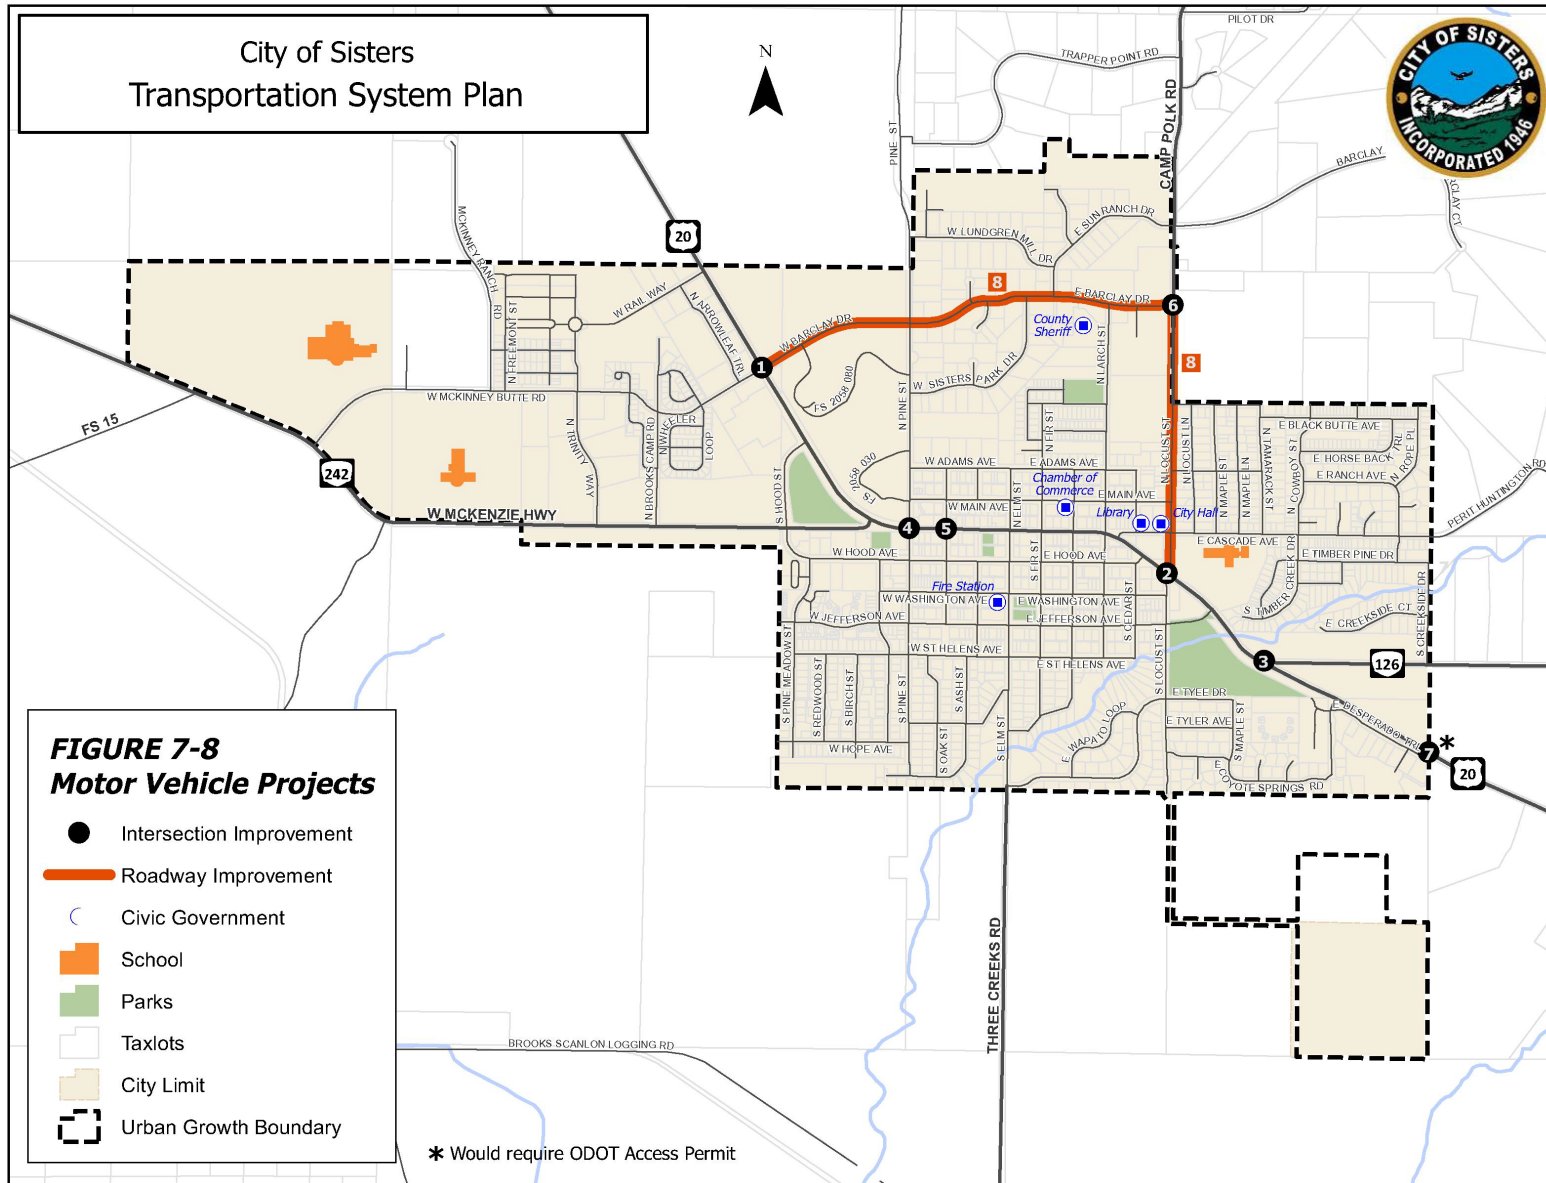 City of Sisters
Transportation System Plan
N
CITY OF SISTERS
INCORPORATED 1946
PILOT DR
TRAPPER POINT RD
CAMP POLK RD
PINE ST
BARCLAY
RCLAY CT
MCKINNEY RANCH
RD
20
E SUN RANCH DR
W LUNDGREN MILL DR
8
E BARCLAY DR
6
W RAIL WAY
N ARROWLEAF TRL
N FREEMONT ST
W BARCLAY DR
County
Sheriff
N LARCH ST
8
1
FS 2058 080
W SISTERS PARK DR
N PINE ST
W MCKINNEY BUTTE RD
FS 15
N TRINITY
WAY
N BROOKS CAMP RD
N WHEELER
LOOP
N FIR ST
N LOCUST ST
N LOCUST LN
N MAPLE ST
N MAPLE LN
N TAMARACK ST
N COWBOY ST
E BLACK BUTTE AVE
E HORSE BACK TRL
E RANCH AVE
N ROPE PL
PERIT HUNTINGTON RD
242
W ADAMS AVE
E ADAMS AVE
FS 2058 030
S HOOD ST
Chamber of
Commerce
E MAIN AVE
W MAIN AVE
N ELM ST
Library
City Hall
W MCKENZIE HWY
4
5
E CASCADE AVE
W HOOD AVE
E HOOD AVE
S FIR ST
E TIMBER PINE DR
2
S TIMBER CREEK DR
Fire Station
W WASHINGTON AVE
E WASHINGTON AVE
S CEDAR ST
W JEFFERSON AVE
E JEFFERSON AVE
E CREEKSIDE CT
S CREEKSIDE DR
W ST HELENS AVE
E ST HELENS AVE
3
126
S PINE MEADOW ST
S REDWOOD ST
S BIRCH ST
S PINE ST
S ASH ST
S OAK ST
S ELM ST
S LOCUST ST
E TYEE DR
E TYLER AVE
S MAPLE ST
E WAPATO LOOP
E DESPERADO TRL
W HOPE AVE
7
*
20
E COYOTE SPRINGS RD
THREE CREEKS RD
BROOKS SCANLON LOGGING RD
FIGURE 7-8
Motor Vehicle Projects
Intersection Improvement
Roadway Improvement
Civic Government
School
Parks
Taxlots
City Limit
Urban Growth Boundary
* Would require ODOT Access Permit